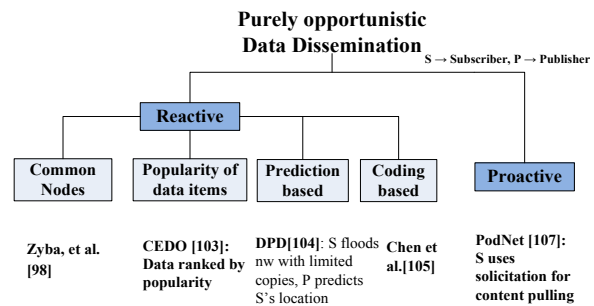 Purely opportunistic
Data Dissemination
S → Subscriber, P → Publisher
Reactive
Common
Nodes
Popularity of
data items
Prediction
based
Coding
based
Proactive
Zyba, et al.
[98]
CEDO [103]:
Data ranked by
popularity
DPD[104]: S floods
nw with limited
copies, P predicts
S's location
Chen et
al.[105]
PodNet [107]:
S uses
solicitation for
content pulling